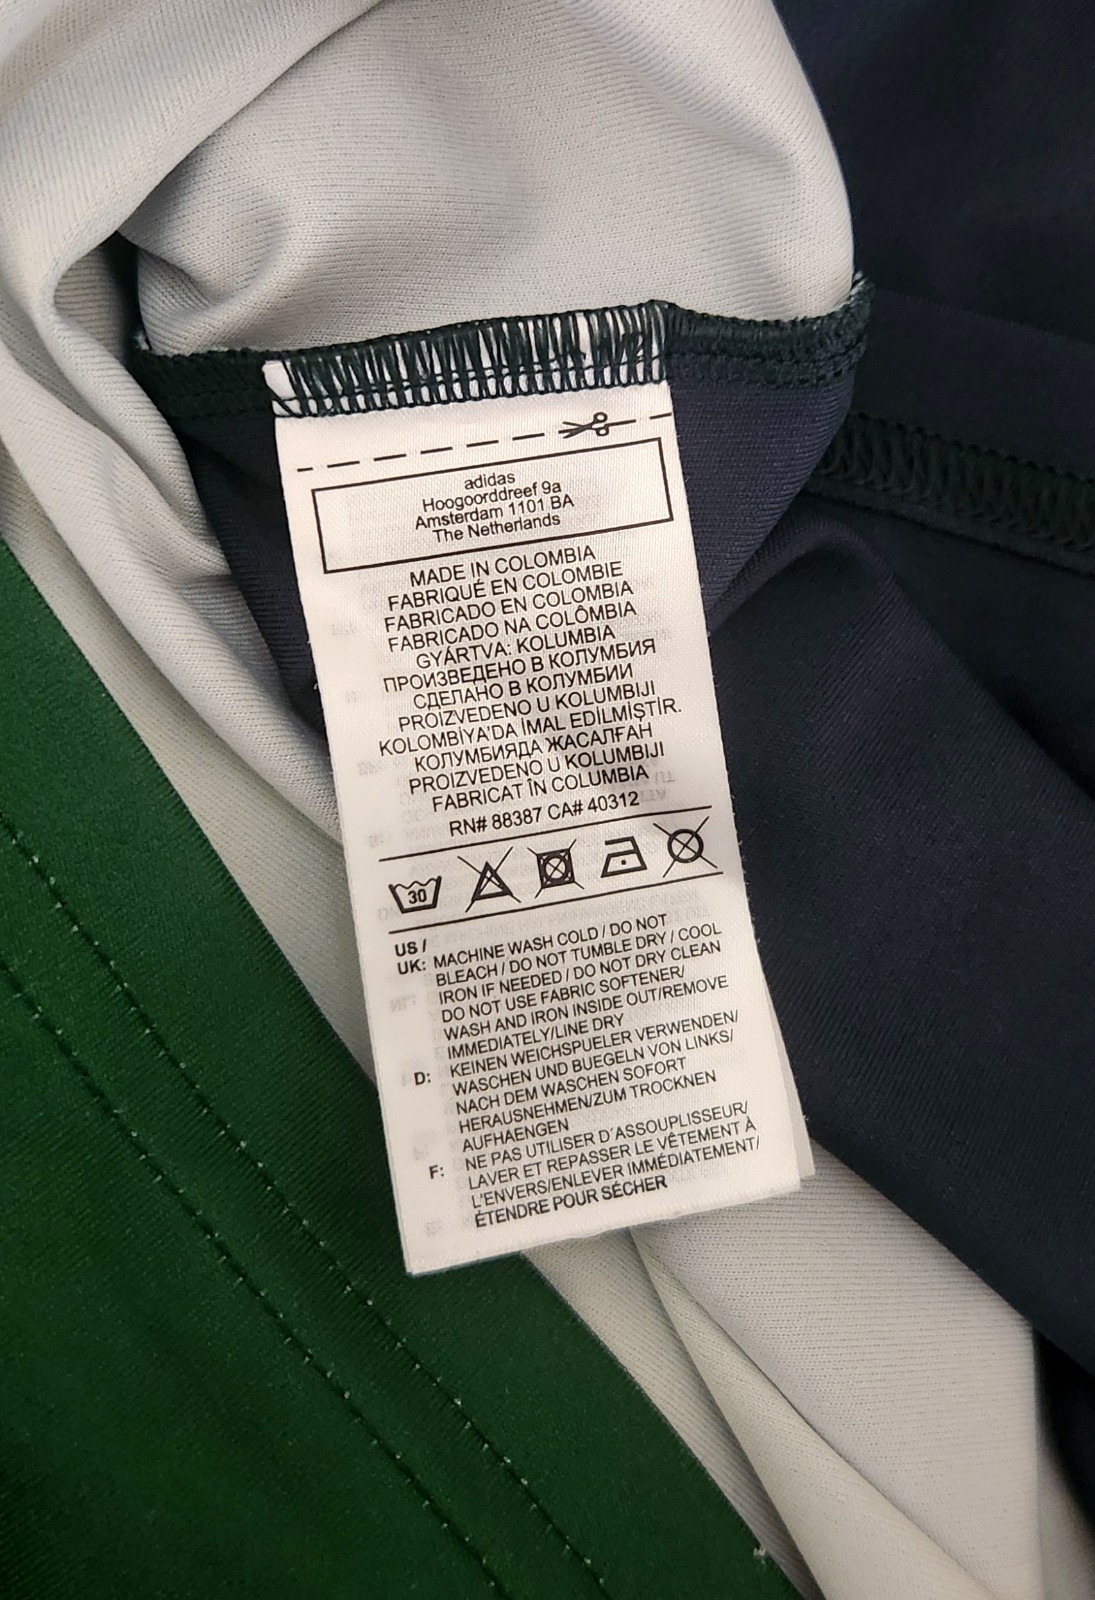 adidas
Hoogoorddreef 9a
Amsterdam 1101 BA
The Netherlands
MADE IN COLOMBIA
FABRIQUÉ EN COLOMBIE
FABRICADO EN COLOMBIA
FABRICADO NA COLÔMBIA
GYÁRTVA: KOLUMBIA
ПРОИЗВЕДЕНО В КОЛУМБИЯ
СДЕЛАНО В КОЛУМБИИ
PROIZVEDENO U KOLUMBIJI
KOLOMBİYA'DA İMAL EDİLMİŞTİR.
КОЛУМБИЯДА ЖАСАЛҒАН
PROIZVEDENO U KOLUMBIJI
FABRICAT ÎN COLUMBIA
RN# 88387 CA# 40312
30
US /
UK: MACHINE WASH COLD / DO NOT
BLEACH / DO NOT TUMBLE DRY / COOL
IRON IF NEEDED / DO NOT DRY CLEAN
DO NOT USE FABRIC SOFTENER/
WASH AND IRON INSIDE OUT/REMOVE
IMMEDIATELY/LINE DRY
D: KEINEN WEICHSPUELER VERWENDEN/
WASCHEN UND BUEGELN VON LINKS/
NACH DEM WASCHEN SOFORT
HERAUSNEHMEN/ZUM TROCKNEN
AUFHAENGEN
F: NE PAS UTILISER D´ASSOUPLISSEUR/
LAVER ET REPASSER LE VÊTEMENT À
L'ENVERS/ENLEVER IMMÉDIATEMENT/
ÉTENDRE POUR SÉCHER